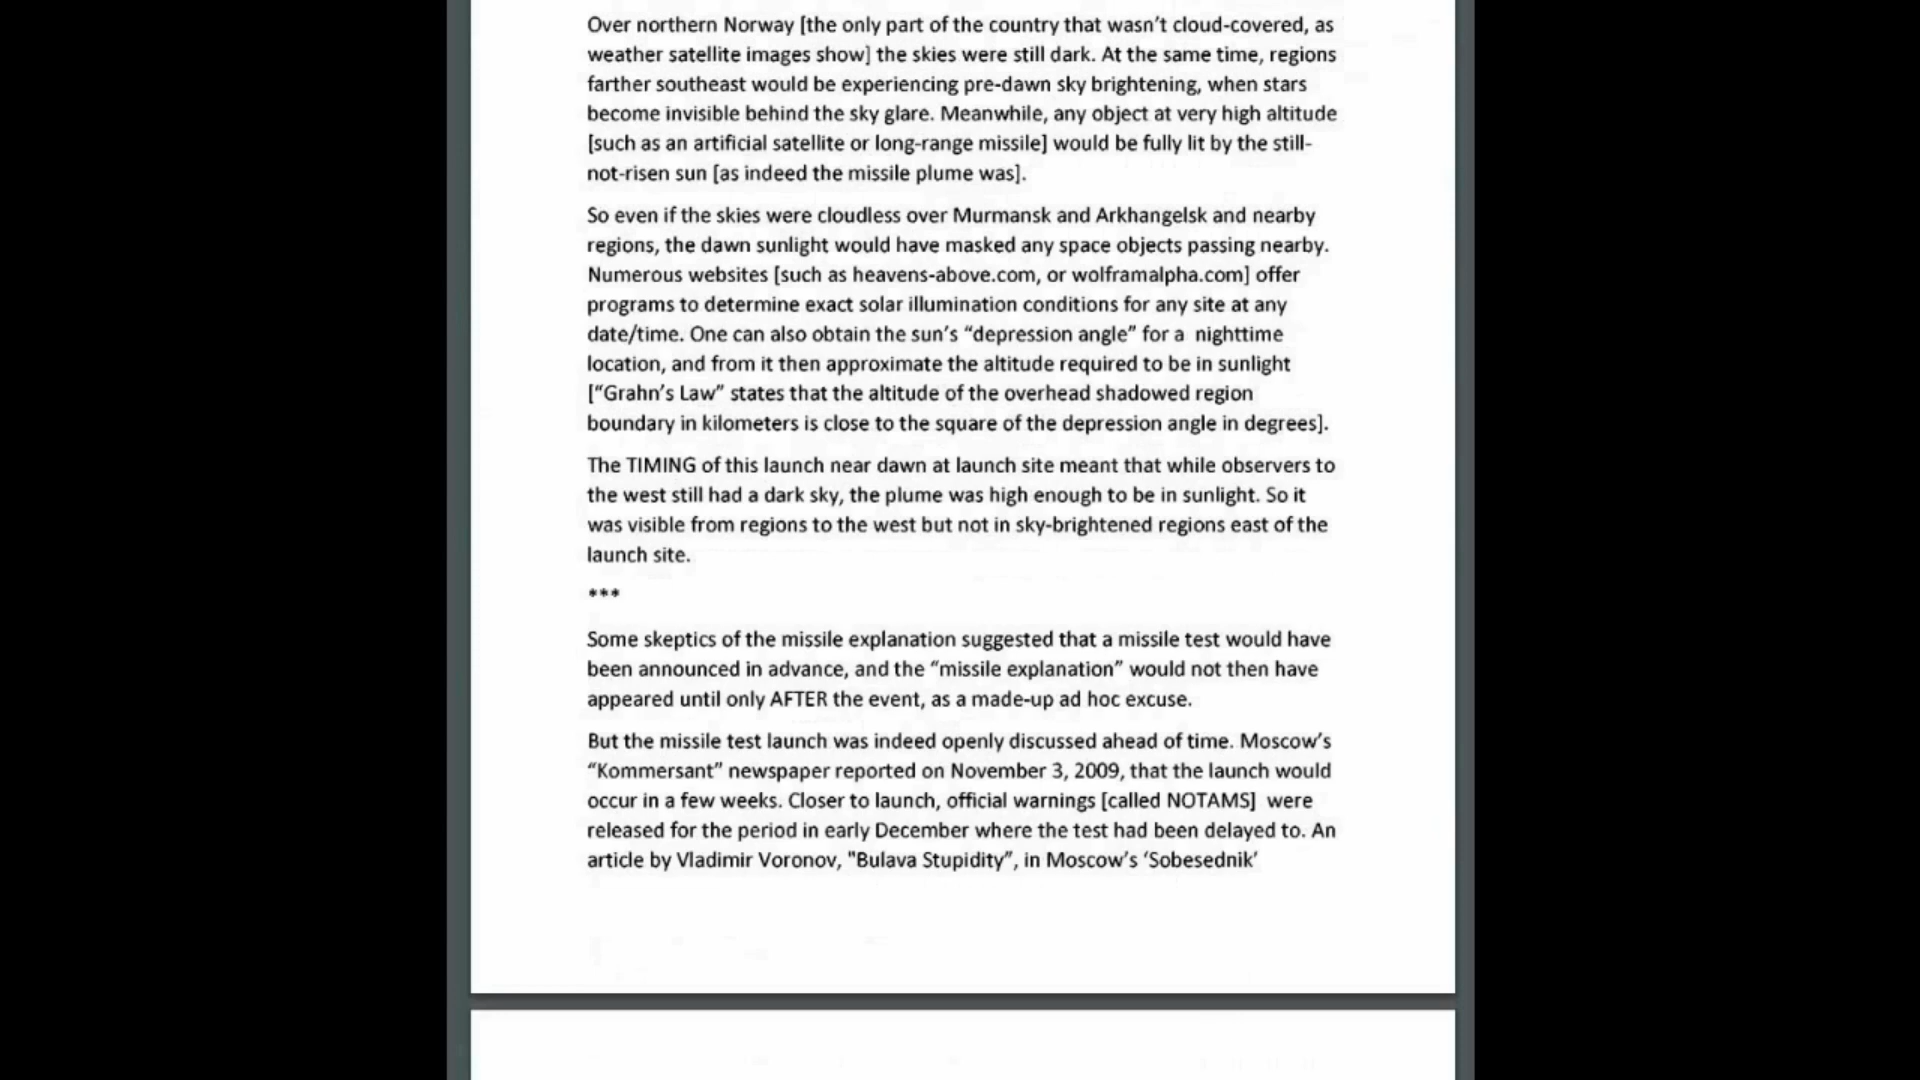 Over northern Norway [the only part of the country that wasn’t cloud-covered, as
weather satellite images show] the skies were still dark. At the same time, regions
farther southeast would be experiencing pre-dawn sky brightening, when stars
become invisible behind the sky glare. Meanwhile, any object at very high altitude
[such as an artificial satellite or long-range missile] would be fully lit by the still-
not-risen sun [as indeed the missile plume was].
So even if the skies were cloudless over Murmansk and Arkhangelsk and nearby
regions, the dawn sunlight would have masked any space objects passing nearby.
Numerous websites [such as heavens-above.com, or wolframalpha.com] offer
programs to determine exact solar illumination conditions for any site at any
date/time. One can also obtain the sun’s “depression angle” for a  nighttime
location, and from it then approximate the altitude required to be in sunlight
[“Grahn’s Law” states that the altitude of the overhead shadowed region
boundary in kilometers is close to the square of the depression angle in degrees].
The TIMING of this launch near dawn at launch site meant that while observers to
the west still had a dark sky, the plume was high enough to be in sunlight. So it
was visible from regions to the west but not in sky-brightened regions east of the
launch site.
***
Some skeptics of the missile explanation suggested that a missile test would have
been announced in advance, and the “missile explanation” would not then have
appeared until only AFTER the event, as a made-up ad hoc excuse.
But the missile test launch was indeed openly discussed ahead of time. Moscow’s
“Kommersant” newspaper reported on November 3, 2009, that the launch would
occur in a few weeks. Closer to launch, official warnings [called NOTAMS]  were
released for the period in early December where the test had been delayed to. An
article by Vladimir Voronov, "Bulava Stupidity”, in Moscow’s ‘Sobesednik’